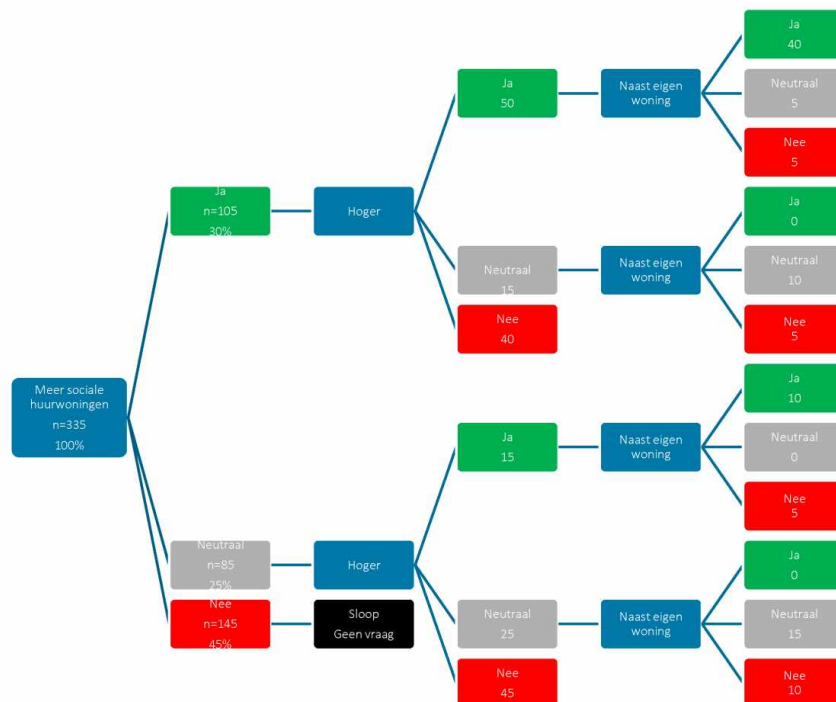 Meer sociale
huurwoningen
n=335
100%
Ja
n=105
30%
Hoger
Ja
50
Naast eigen
woning
Ja
40
Neutraal
5
Nee
5
Neutraal
15
Naast eigen
woning
Ja
0
Neutraal
10
Nee
5
Nee
40
Neutraal
n=85
25%
Hoger
Ja
15
Naast eigen
woning
Ja
10
Neutraal
0
Nee
5
Neutraal
25
Naast eigen
woning
Ja
0
Neutraal
15
Nee
10
Nee
45
Nee
n=145
45%
Sloop
Geen vraag